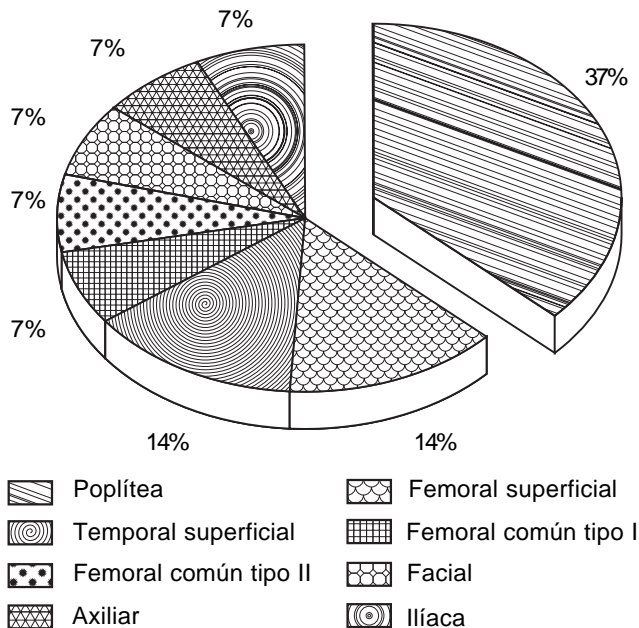 7%
7%
37%
7%
7%
7%
14%
14%
Poplítea
Femoral superficial
Temporal superficial
Femoral común tipo I
Femoral común tipo II
Facial
Axiliar
Ilíaca